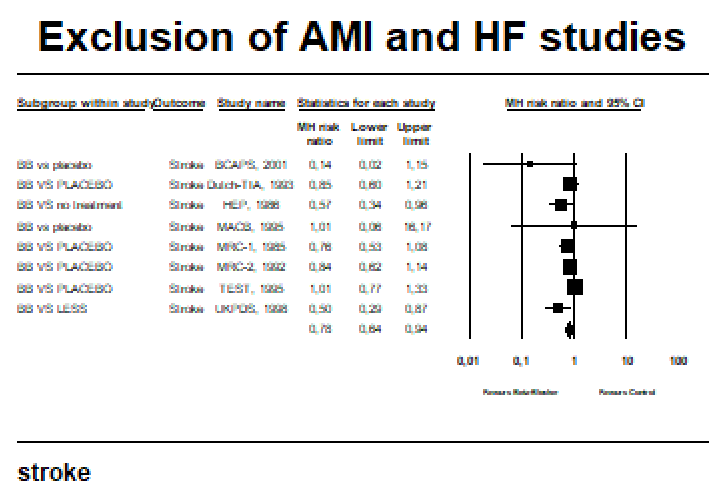 Exclusion of AMI and HF studies
Subgroup within study Outcome Study name Statistics for each study MH risk ratio and 95% CI
MH risk Lower Upper
ratio limit limit
BB vs placebo Stroke BCAPS, 2001 0,14 0,02 1,15
BB VS PLACEBO Stroke Dutch-TIA, 1993 0,85 0,60 1,21
BB VS no treatment Stroke HEP, 1986 0,57 0,34 0,96
BB vs placebo Stroke MACS, 1995 1,01 0,06 16,17
BB VS PLACEBO Stroke MRC-1, 1985 0,76 0,53 1,08
BB VS PLACEBO Stroke MRC-2, 1992 0,84 0,62 1,14
BB VS PLACEBO Stroke TEST, 1995 1,01 0,77 1,33
BB VS LESS Stroke UKPDS, 1998 0,50 0,29 0,87
0,78 0,64 0,94
0,01 0,1 1 10 100
Favours Beta-Blocker Favours Control
stroke